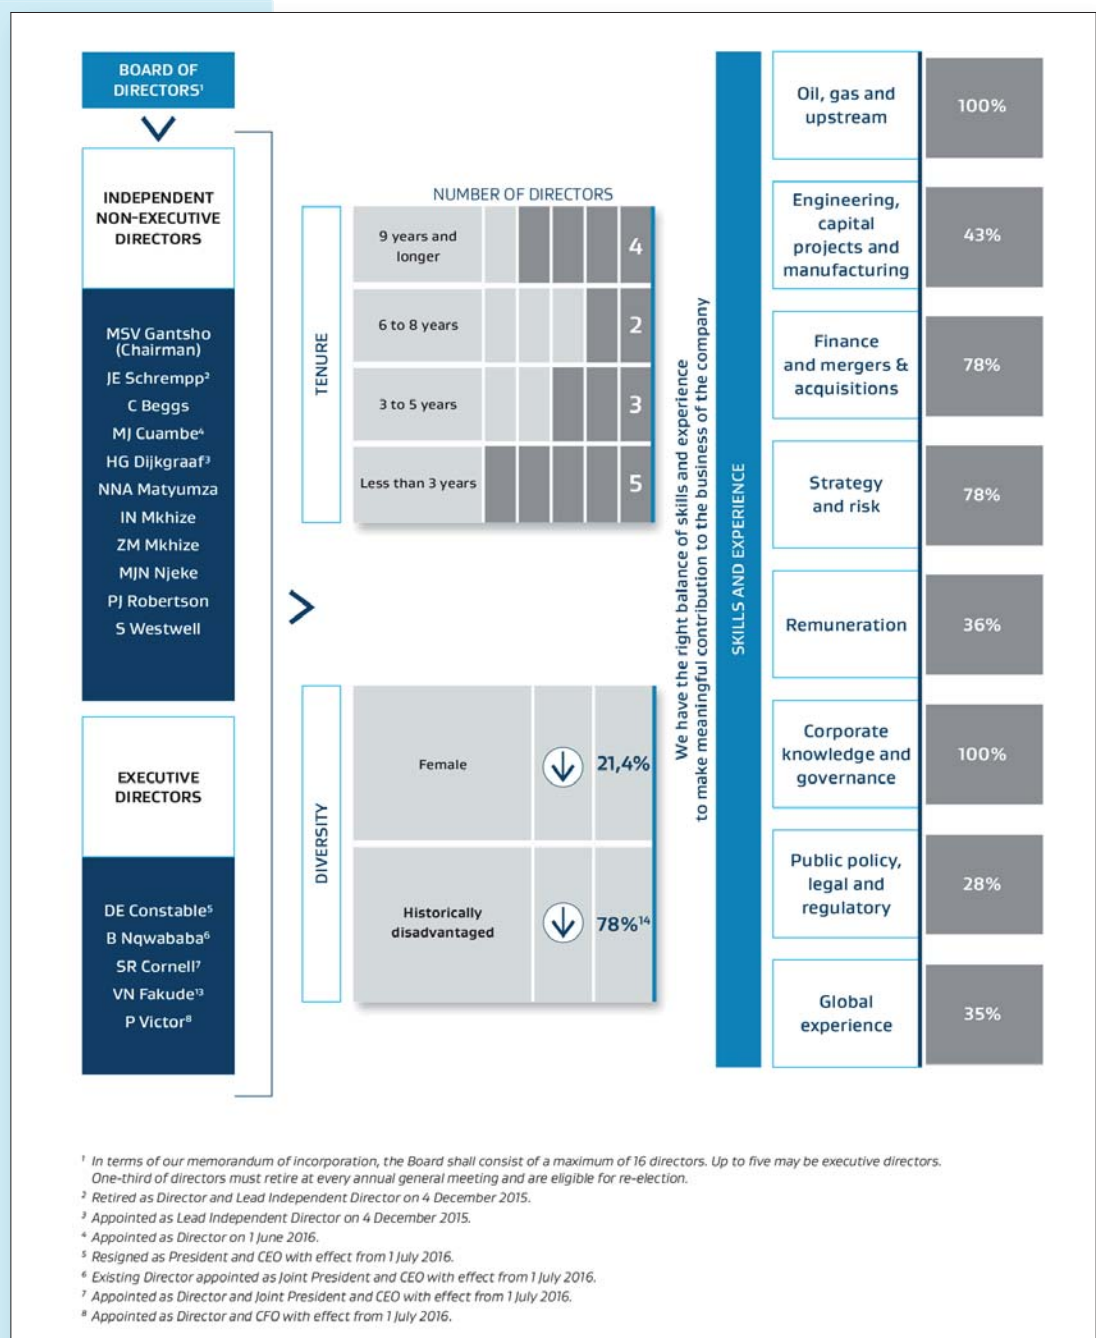 BOARD OF
DIRECTORS¹
INDEPENDENT
NON-EXECUTIVE
DIRECTORS
MSV Gantsho
(Chairman)
JE Schrempp²
C Beggs
MJ Cuambe⁴
HG Dijkgraaf³
NNA Matyumza
IN Mkhize
ZM Mkhize
MJN Njeke
PJ Robertson
S Westwell
EXECUTIVE
DIRECTORS
DE Constable⁵
B Nqwababa⁶
SR Cornell⁷
VN Fakude¹³
P Victor⁸
NUMBER OF DIRECTORS
TENURE
9 years and
longer
4
6 to 8 years
2
3 to 5 years
3
Less than 3 years
5
DIVERSITY
Female
21,4%
Historically
disadvantaged
78%¹⁴
We have the right balance of skills and experience
to make meaningful contribution to the business of the company
SKILLS AND EXPERIENCE
Oil, gas and
upstream
100%
Engineering,
capital
projects and
manufacturing
43%
Finance
and mergers &
acquisitions
78%
Strategy
and risk
78%
Remuneration
36%
Corporate
knowledge and
governance
100%
Public policy,
legal and
regulatory
28%
Global
experience
35%
¹ In terms of our memorandum of incorporation, the Board shall consist of a maximum of 16 directors. Up to five may be executive directors.
One-third of directors must retire at every annual general meeting and are eligible for re-election.
² Retired as Director and Lead Independent Director on 4 December 2015.
³ Appointed as Lead Independent Director on 4 December 2015.
⁴ Appointed as Director on 1 June 2016.
⁵ Resigned as President and CEO with effect from 1 July 2016.
⁶ Existing Director appointed as Joint President and CEO with effect from 1 July 2016.
⁷ Appointed as Director and Joint President and CEO with effect from 1 July 2016.
⁸ Appointed as Director and CFO with effect from 1 July 2016.